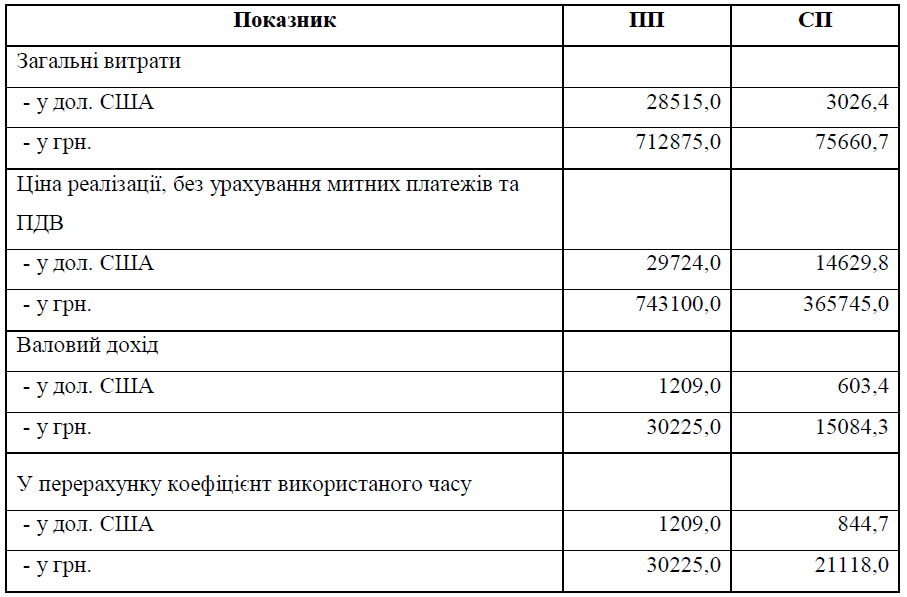 Показник ПП СП
Загальні витрати
- у дол. США 28515,0 3026,4
- у грн. 712875,0 75660,7
Ціна реалізації, без урахування митних платежів та
ПДВ
- у дол. США 29724,0 14629,8
- у грн. 743100,0 365745,0
Валовий дохід
- у дол. США 1209,0 603,4
- у грн. 30225,0 15084,3
У перерахунку коефіцієнт використаного часу
- у дол. США 1209,0 844,7
- у грн. 30225,0 21118,0